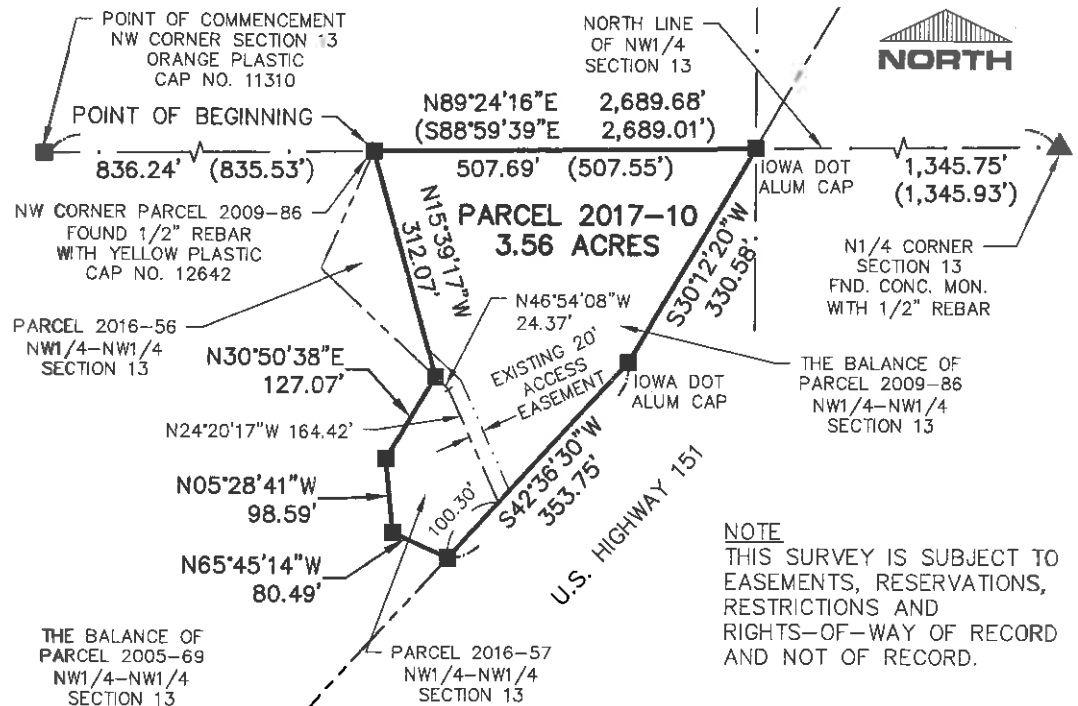 POINT OF COMMENCEMENT
NW CORNER SECTION 13
ORANGE PLASTIC
CAP NO. 11310
NORTH LINE
OF NW1/4
SECTION 13
NORTH
POINT OF BEGINNING
N89°24'16"E 2,689.68'
(S88°59'39"E 2,689.01')
836.24' (835.53')
507.69' (507.55')
IOWA DOT
ALUM CAP
1,345.75'
(1,345.93')
NW CORNER PARCEL 2009-86
FOUND 1/2" REBAR
WITH YELLOW PLASTIC
CAP NO. 12642
N15°39'17"W
312.07'
PARCEL 2017-10
3.56 ACRES
S30°12'20"W
330.58'
N1/4 CORNER
SECTION 13
FND. CONC. MON.
WITH 1/2" REBAR
PARCEL 2016-56
NW1/4-NW1/4
SECTION 13
N46°54'08"W
24.37'
N30°50'38"E
127.07'
EXISTING 20'
ACCESS
EASEMENT
IOWA DOT
ALUM CAP
THE BALANCE OF
PARCEL 2009-86
NW1/4-NW1/4
SECTION 13
N24°20'17"W 164.42'
N05°28'41"W
98.59'
100.30'
S42°36'30"W
353.75'
U.S. HIGHWAY 151
N65°45'14"W
80.49'
NOTE
THIS SURVEY IS SUBJECT TO
EASEMENTS, RESERVATIONS,
RESTRICTIONS AND
RIGHTS-OF-WAY OF RECORD
AND NOT OF RECORD.
THE BALANCE OF
PARCEL 2005-69
NW1/4-NW1/4
SECTION 13
PARCEL 2016-57
NW1/4-NW1/4
SECTION 13